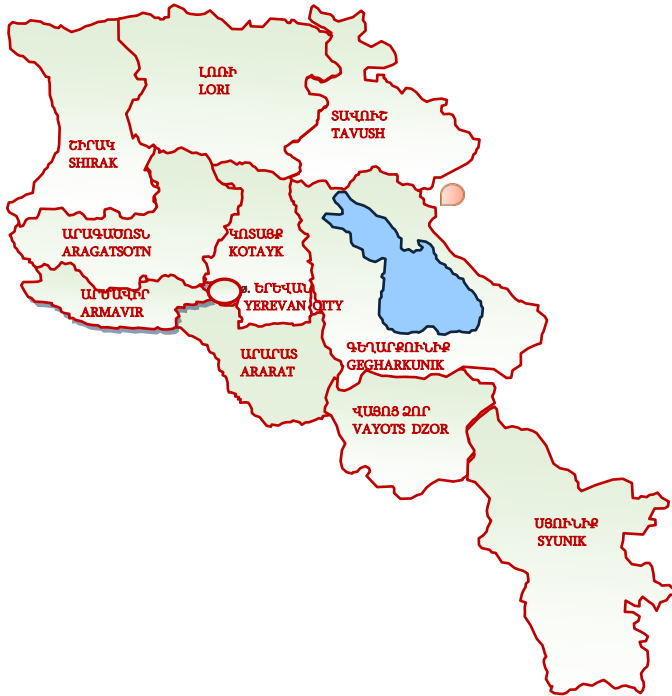 ԼՈՌԻ
LORI
ՏԱՎՈՒՇ
TAVUSH
ՇԻՐԱԿ
SHIRAK
ԱՐԱԳԱԾՈՏՆ
ARAGATSOTN
ԿՈՏԱՅՔ
KOTAYK
ԱՐՄԱՎԻՐ
ARMAVIR
ք. ԵՐԵՎԱՆ
YEREVAN CITY
ԱՐԱՐԱՏ
ARARAT
ԳԵՂԱՐՔՈՒՆԻՔ
GEGHARKUNIK
ՎԱՅՈՑ ՁՈՐ
VAYOTS DZOR
ՍՅՈՒՆԻՔ
SYUNIK